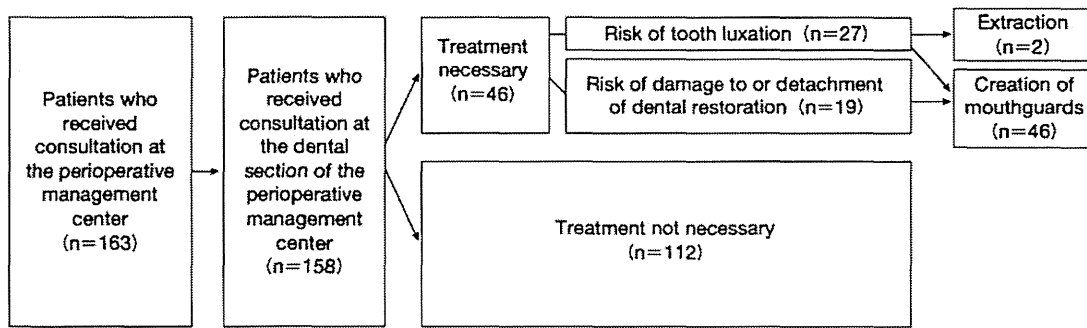 Patients who
received
consultation at
the perioperative
management
center
(n=163)
Patients who
received
consultation at
the dental
section of the
perioperative
management
center
(n=158)
Treatment
necessary
(n=46)
Risk of tooth luxation (n=27)
Risk of damage to or detachment
of dental restoration (n=19)
Extraction
(n=2)
Creation of
mouthguards
(n=46)
Treatment not necessary
(n=112)